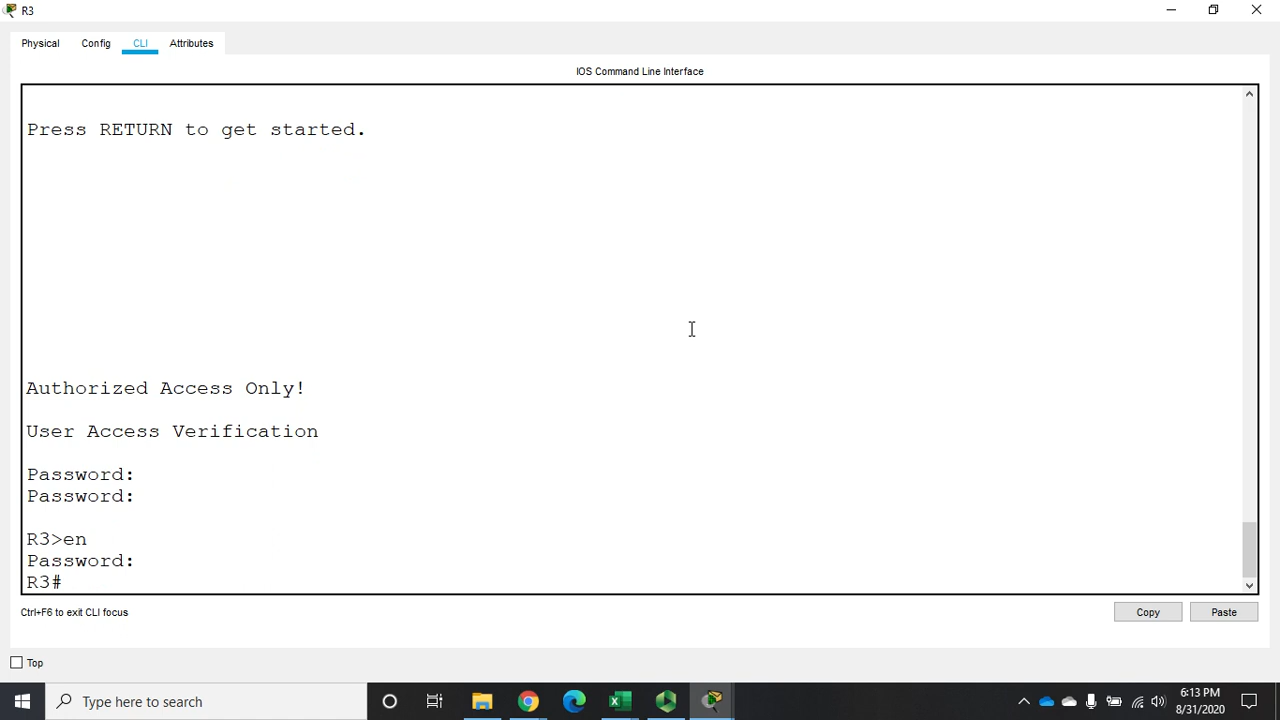 R3
Physical Config CLI Attributes
IOS Command Line Interface
Press RETURN to get started.
Authorized Access Only!
User Access Verification
Password:
Password:
R3>en
Password:
R3#
Ctrl+F6 to exit CLI focus
Copy Paste
Top
Type here to search
6:13 PM
8/31/2020